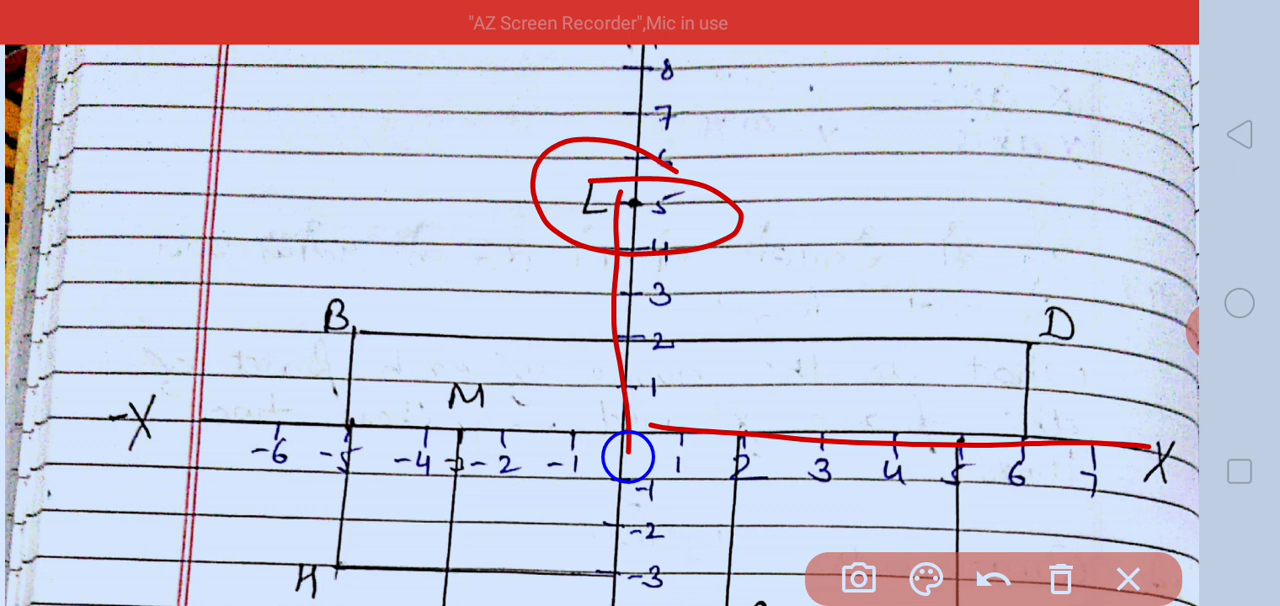 "AZ Screen Recorder",Mic in use
8
7
6
L 5
4
3
B 2 D
M 1
-X -6 -5 -4 -3 -2 -1 1 2 3 4 5 6 7 X
-1
-2
H -3